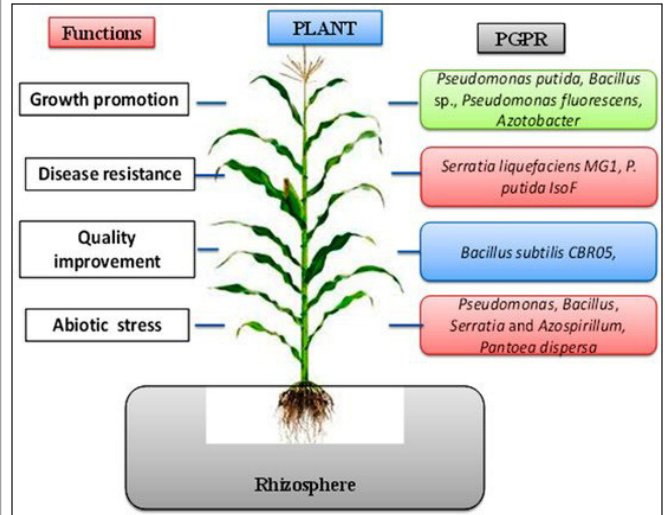 Functions
PLANT
PGPR
Growth promotion
Pseudomonas putida, Bacillus
sp., Pseudomonas fluorescens,
Azotobacter
Disease resistance
Serratia liquefaciens MG1, P.
putida IsoF
Quality
improvement
Bacillus subtilis CBR05,
Abiotic stress
Pseudomonas, Bacillus,
Serratia and Azospirillum,
Pantoea dispersa
Rhizosphere